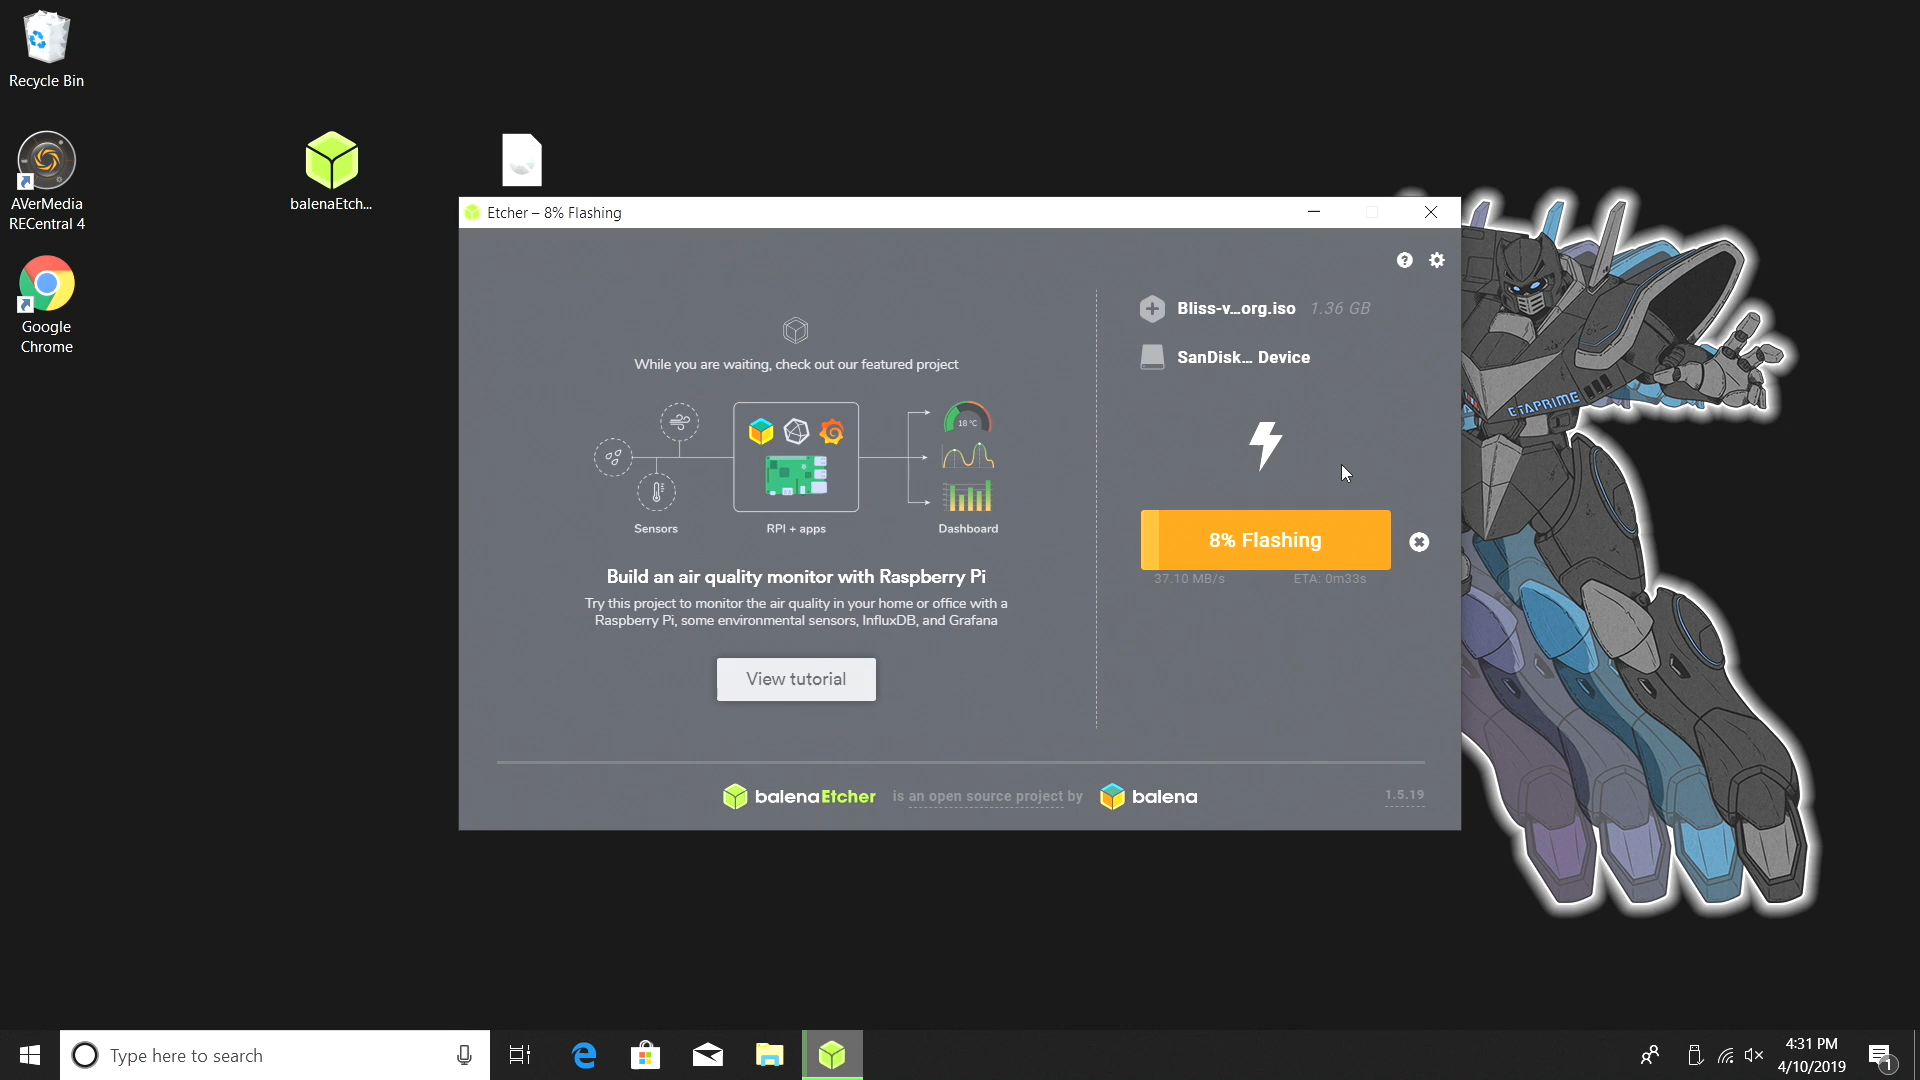 Recycle Bin
AVerMedia
RECentral 4
Google
Chrome
balenaEtch...
Etcher – 8% Flashing
While you are waiting, check out our featured project
10 °C
Sensors
RPI + apps
Dashboard
Build an air quality monitor with Raspberry Pi
Try this project to monitor the air quality in your home or office with a
Raspberry Pi, some environmental sensors, InfluxDB, and Grafana
View tutorial
Bliss-v...org.iso 1.36 GB
SanDisk... Device
8% Flashing
37.10 MB/s
ETA: 0m33s
balenaEtcher is an open source project by balena
1.5.19
ETAPRIME
Type here to search
4:31 PM
4/10/2019
1